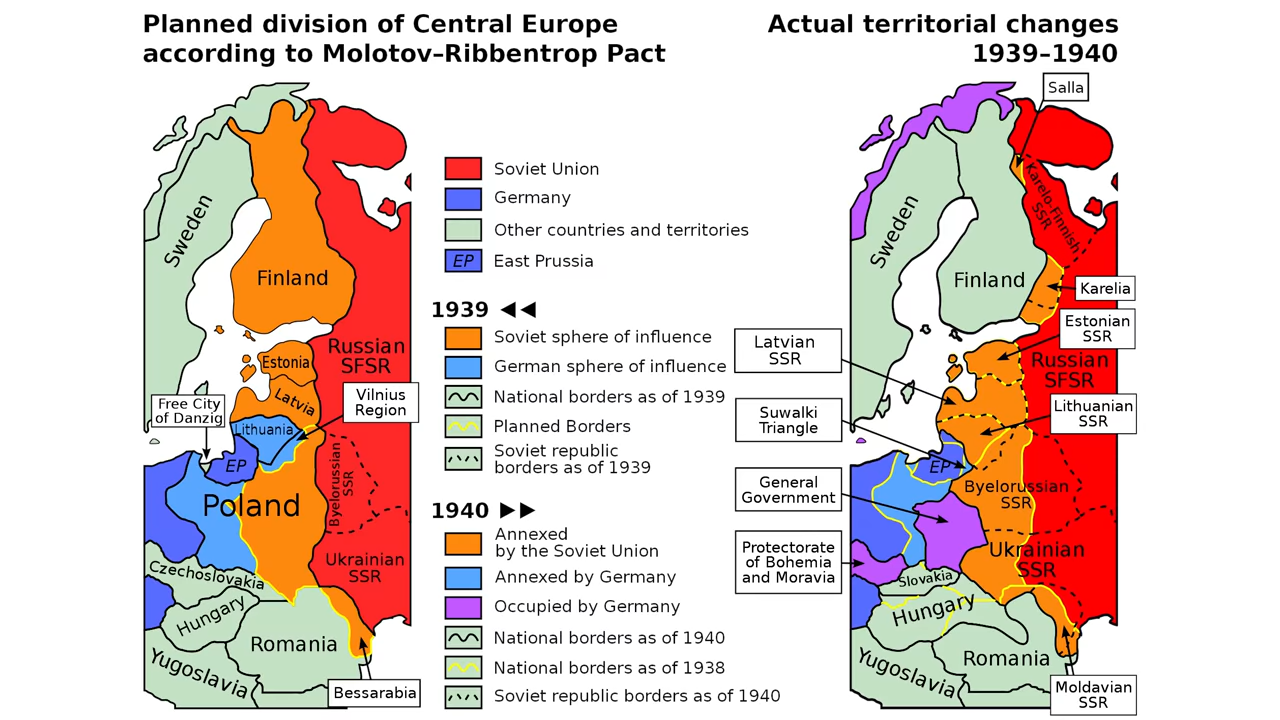 Planned division of Central Europe
according to Molotov–Ribbentrop Pact
Actual territorial changes
1939–1940
Sweden
Finland
Estonia
Latvia
Lithuania
Russian
SFSR
Vilnius
Region
Free City
of Danzig
EP
Poland
Byelorussian
SSR
Ukrainian
SSR
Czechoslovakia
Hungary
Romania
Yugoslavia
Bessarabia
Soviet Union
Germany
Other countries and territories
EP
East Prussia
1939 ◀◀
Soviet sphere of influence
German sphere of influence
National borders as of 1939
Planned Borders
Soviet republic
borders as of 1939
1940 ▶▶
Annexed
by the Soviet Union
Annexed by Germany
Occupied by Germany
National borders as of 1940
National borders as of 1938
Soviet republic borders as of 1940
Salla
Karelo-Finnish
SSR
Sweden
Finland
Karelia
Estonian
SSR
Latvian
SSR
Russian
SFSR
Lithuanian
SSR
Suwalki
Triangle
EP
General
Government
Byelorussian
SSR
Ukrainian
SSR
Protectorate
of Bohemia
and Moravia
Slovakia
Hungary
Romania
Yugoslavia
Moldavian
SSR